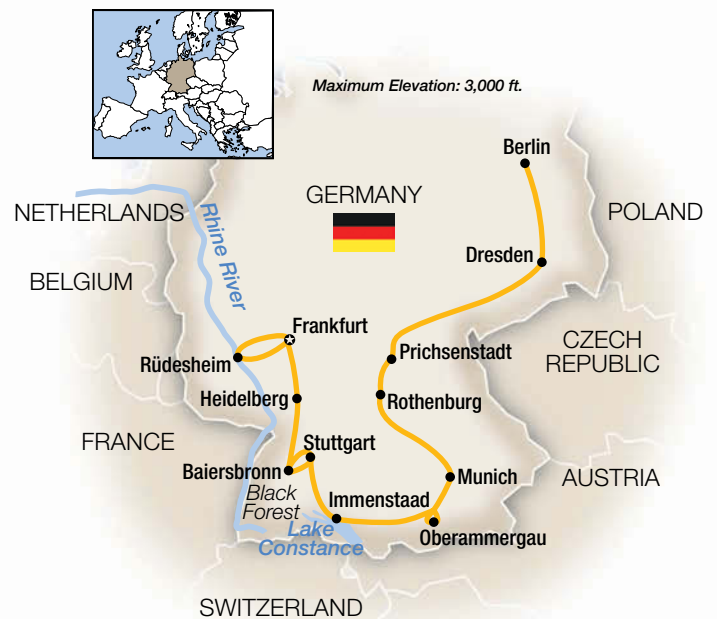 Maximum Elevation: 3,000 ft.
Berlin
GERMANY
NETHERLANDS
POLAND
Rhine River
Dresden
BELGIUM
Frankfurt
CZECH
REPUBLIC
Prichsenstadt
Rüdesheim
Heidelberg
Rothenburg
FRANCE
Stuttgart
Baiersbronn
Munich
AUSTRIA
Black
Forest
Immenstaad
Lake
Constance
Oberammergau
SWITZERLAND